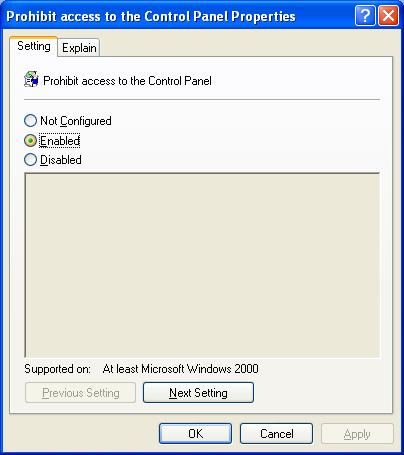 Prohibit access to the Control Panel Properties
Setting
Explain
Prohibit access to the Control Panel
Not Configured
Enabled
Disabled
Supported on: At least Microsoft Windows 2000
Previous Setting
Next Setting
OK
Cancel
Apply